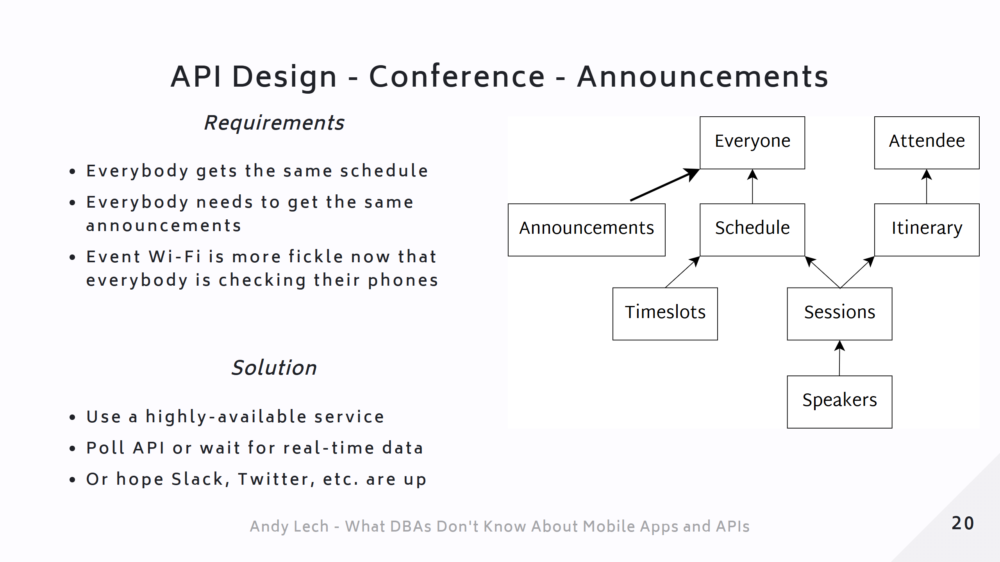 API Design - Conference - Announcements
Requirements
• Everybody gets the same schedule
• Everybody needs to get the same
announcements
• Event Wi-Fi is more fickle now that
everybody is checking their phones
Solution
• Use a highly-available service
• Poll API or wait for real-time data
• Or hope Slack, Twitter, etc. are up
Everyone
Attendee
Announcements
Schedule
Itinerary
Timeslots
Sessions
Speakers
Andy Lech - What DBAs Don't Know About Mobile Apps and APIs
20